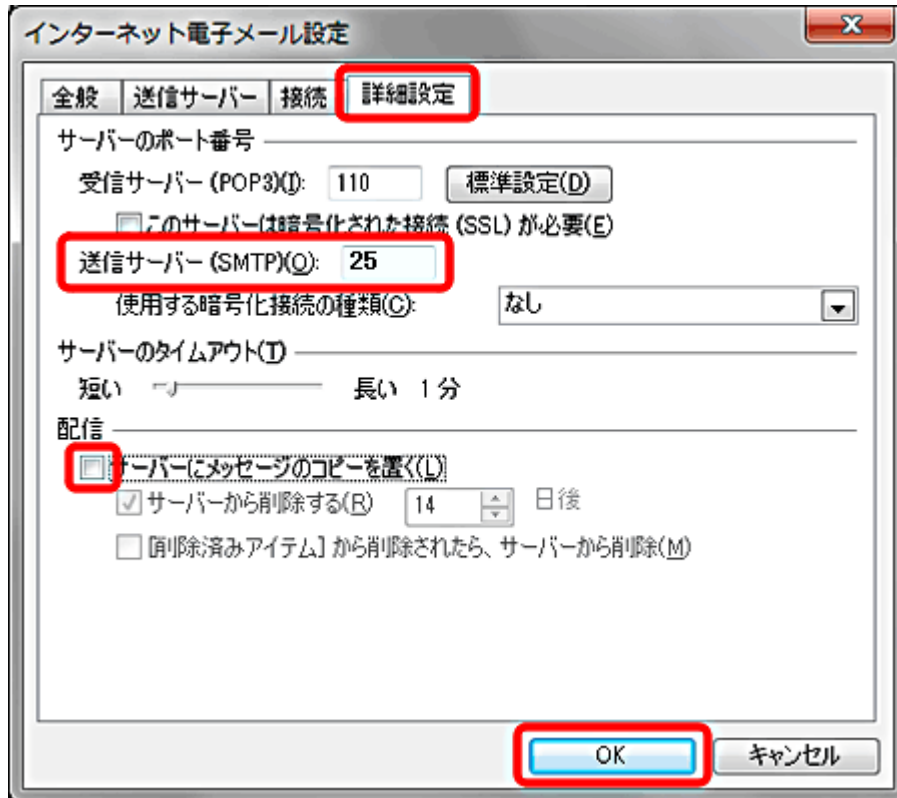 インターネット電子メール設定
全般 送信サーバー 接続 詳細設定
サーバーのポート番号
受信サーバー (POP3)(I): 110 標準設定(D)
このサーバーは暗号化された接続 (SSL) が必要(E)
送信サーバー (SMTP)(O): 25
使用する暗号化接続の種類(C): なし
サーバーのタイムアウト(T)
短い 長い 1 分
配信
サーバーにメッセージのコピーを置く(L)
サーバーから削除する(R) 14 日後
[削除済みアイテム] から削除されたら、サーバーから削除(M)
OK キャンセル